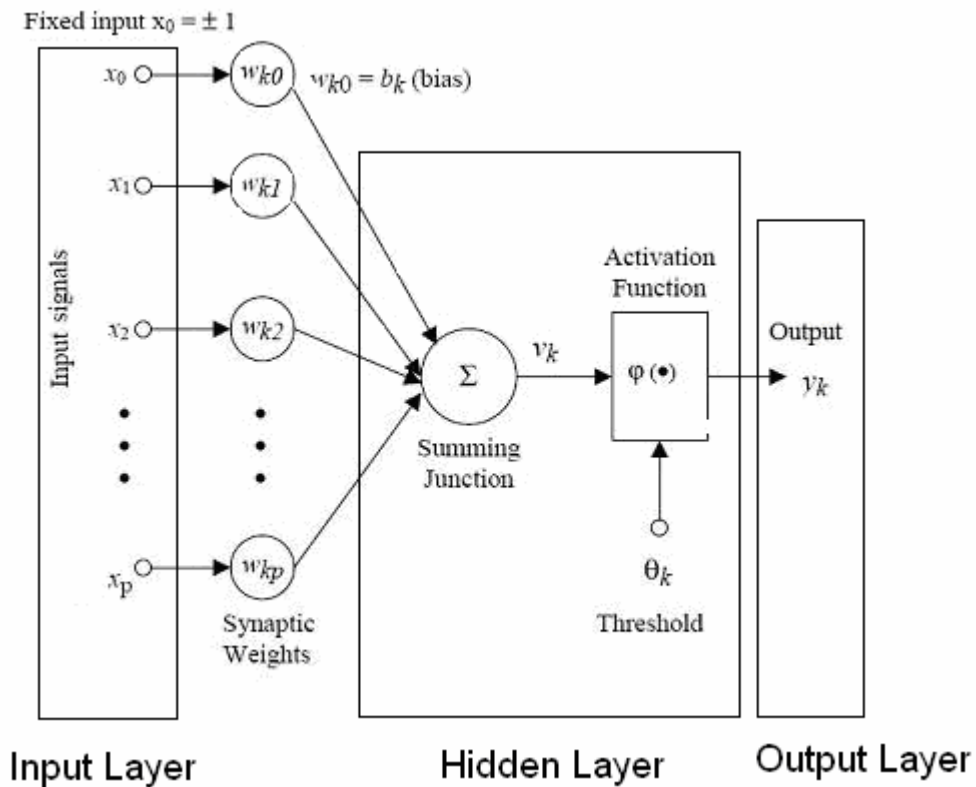 Fixed input x₀ = ± 1
x₀
wk0
wk0 = bk (bias)
x₁
wk1
Input signals
x₂
wk2
Σ
Summing
Junction
vk
Activation
Function
φ (•)
Output
yk
θk
Threshold
xp
wkp
Synaptic
Weights
Input Layer
Hidden Layer
Output Layer